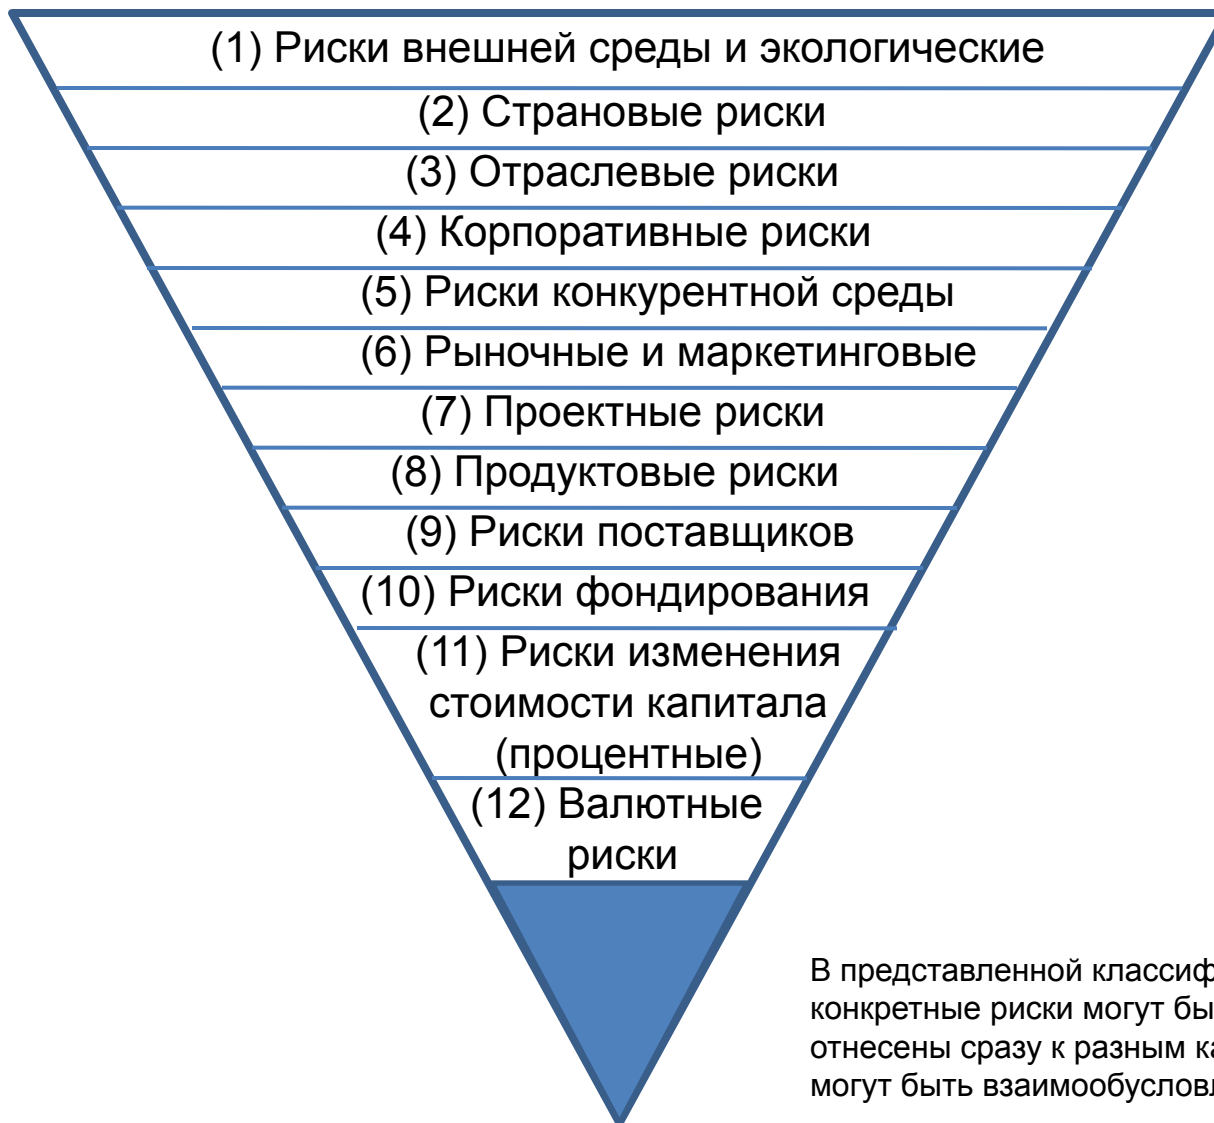 (1) Риски внешней среды и экологические
(2) Страновые риски
(3) Отраслевые риски
(4) Корпоративные риски
(5) Риски конкурентной среды
(6) Рыночные и маркетинговые
(7) Проектные риски
(8) Продуктовые риски
(9) Риски поставщиков
(10) Риски фондирования
(11) Риски изменения
стоимости капитала
(процентные)
(12) Валютные
риски
В представленной
конкретные риски могут
отнесены сразу к разным
могут быть